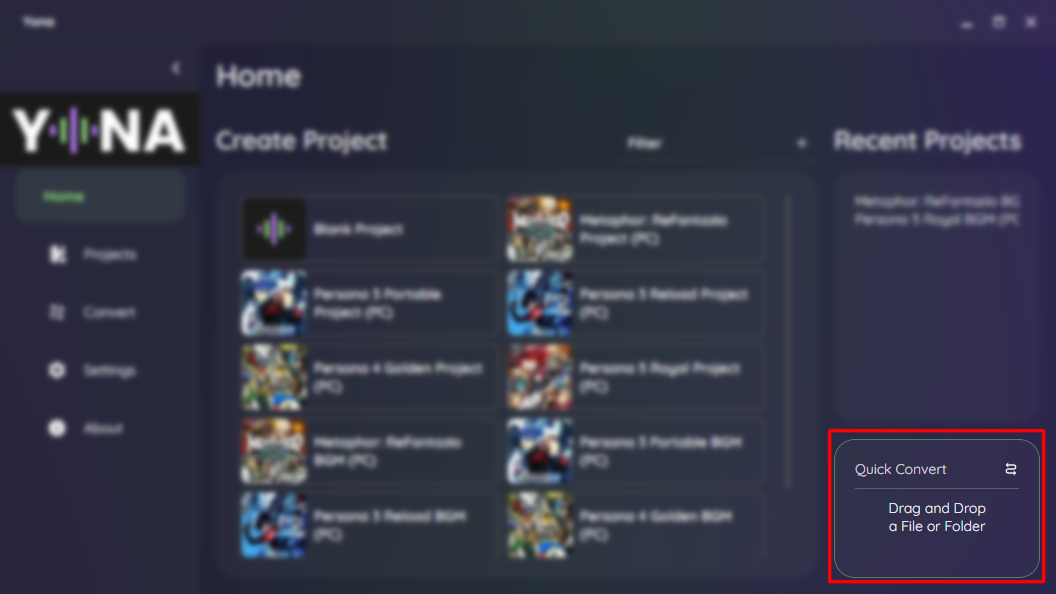 Yona
Home
YONA
Create Project
Filter
+
Recent Projects
Home
Projects
Convert
Settings
About
Blank Project
Metaphor: ReFantazio
Project (PC)
Persona 3 Portable
Project (PC)
Persona 3 Reload Project
(PC)
Persona 4 Golden Project
(PC)
Persona 5 Royal Project
(PC)
Metaphor: ReFantazio
BGM (PC)
Persona 3 Portable BGM
(PC)
Persona 3 Reload BGM
(PC)
Persona 4 Golden BGM
(PC)
Metaphor: ReFantazio BG
Persona 5 Royal BGM (PC
Quick Convert
Drag and Drop
a File or Folder